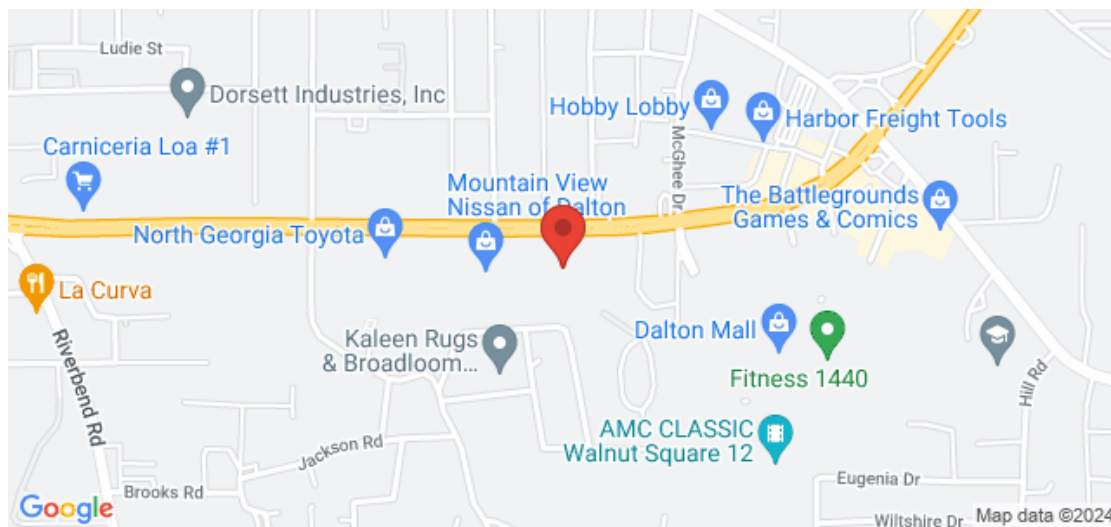 Ludie St
Dorsett Industries, Inc
Hobby Lobby
Harbor Freight Tools
Carniceria Loa #1
McGhee Dr
Mountain View
Nissan of Dalton
The Battlegrounds
Games & Comics
North Georgia Toyota
La Curva
Riverbend Rd
Kaleen Rugs
& Broadloom...
Dalton Mall
Fitness 1440
Hill Rd
AMC CLASSIC
Walnut Square 12
Jackson Rd
Brooks Rd
Eugenia Dr
Wiltshire Dr
Google
Map data ©2024